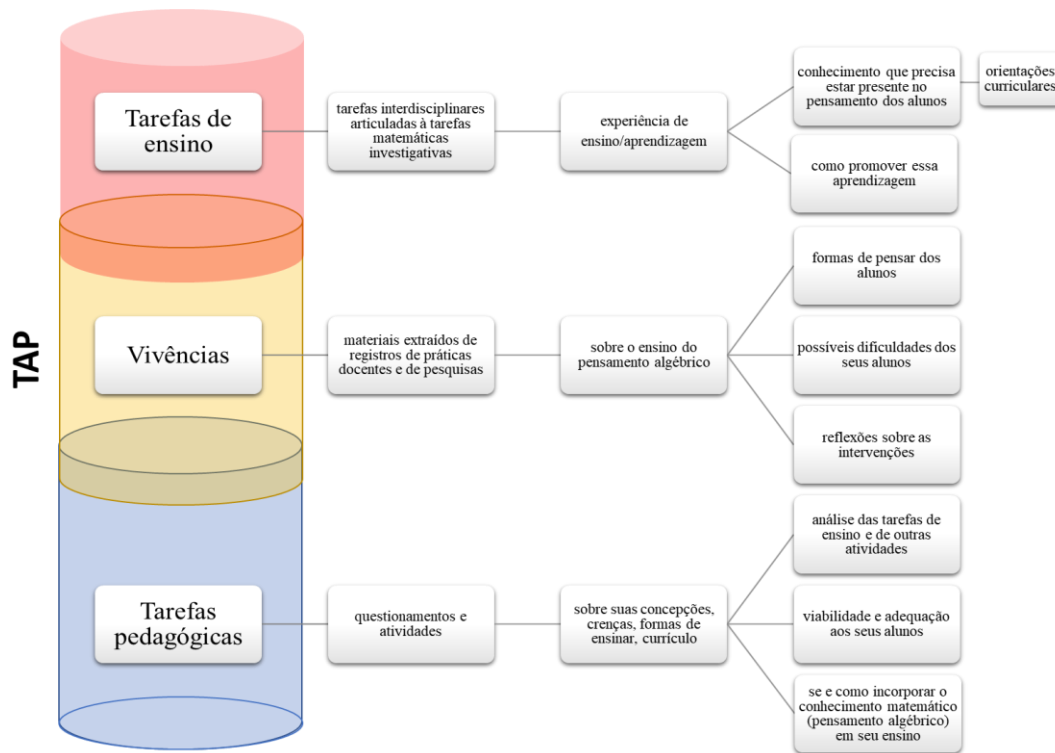 TAP
Tarefas de
ensino
tarefas interdisciplinares
articuladas à tarefas
matemáticas
investigativas
experiência de
ensino/aprendizagem
conhecimento que precisa
estar presente no
pensamento dos alunos
orientações
curriculares
como promover essa
aprendizagem
Vivências
materiais extraídos de
registros de práticas
docentes e de pesquisas
sobre o ensino do
pensamento algébrico
formas de pensar dos
alunos
possíveis dificuldades dos
seus alunos
reflexões sobre as
intervenções
Tarefas
pedagógicas
questionamentos e
atividades
sobre suas concepções,
crenças, formas de
ensinar, currículo
análise das tarefas de
ensino e de outras
atividades
viabilidade e adequação
aos seus alunos
se e como incorporar o
conhecimento matemático
(pensamento algébrico)
em seu ensino